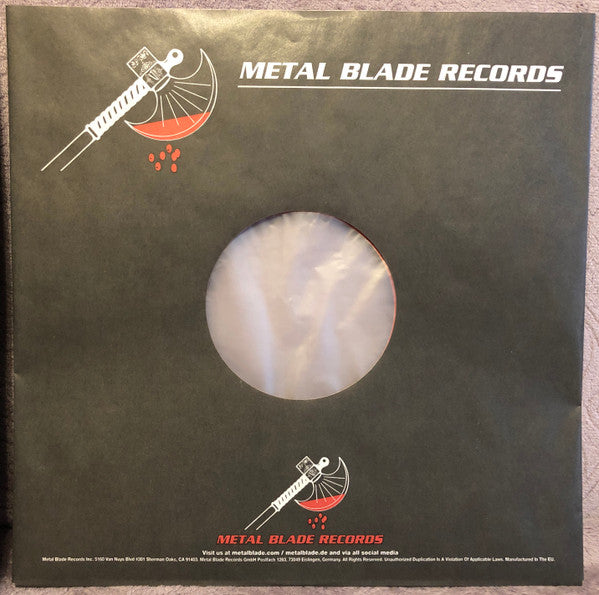 METAL BLADE RECORDS
METAL BLADE RECORDS
Visit us at metalblade.com / metalblade.de and via all social media
Metal Blade Records Inc. 5160 Van Nuys Blvd #301 Sherman Oaks, CA 91403. Metal Blade Records GmbH Postfach 1283, 73049 Eislingen, Germany. All Rights Reserved. Unauthorized Duplication Is A Violation Of Applicable Laws. Manufactured In The EU.